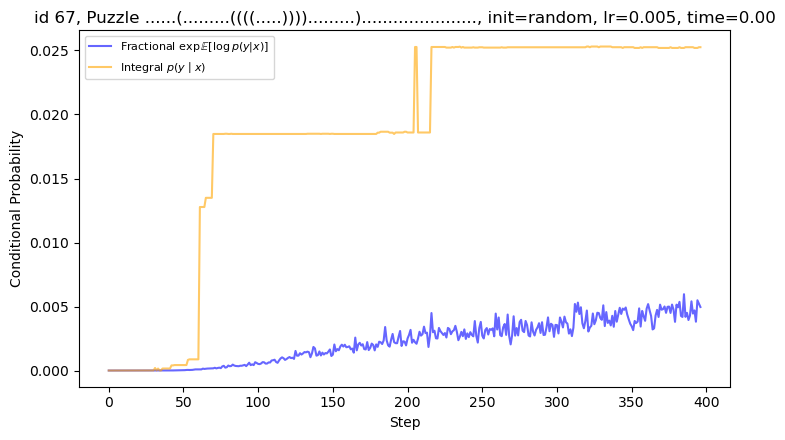 id 67, Puzzle ......(.........((((.....)))).........)......................, init=random, lr=0.005, time=0.00
Fractional exp𝔼[log p(y|x)]
Integral p(y | x)
0.025
0.020
0.015
0.010
0.005
0.000
Conditional Probability
0 50 100 150 200 250 300 350 400
Step